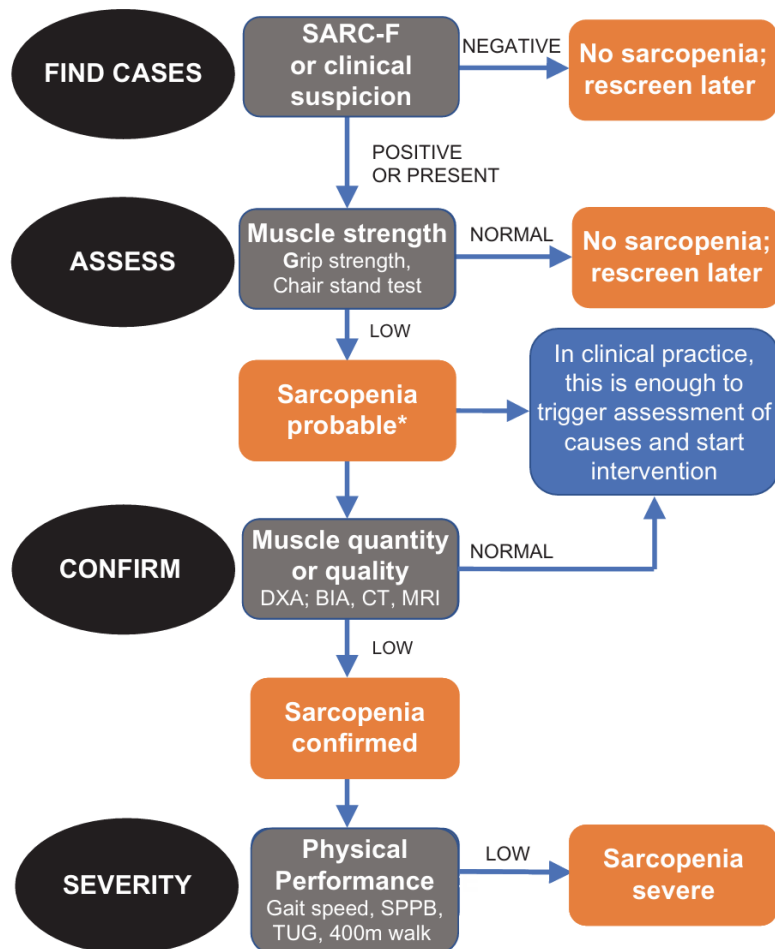 FIND CASES
SARC-F
or clinical
suspicion
NEGATIVE
No sarcopenia;
rescreen later
POSITIVE
OR PRESENT
ASSESS
Muscle strength
Grip strength,
Chair stand test
NORMAL
No sarcopenia;
rescreen later
LOW
Sarcopenia
probable*
In clinical practice,
this is enough to
trigger assessment of
causes and start
intervention
CONFIRM
Muscle quantity
or quality
DXA; BIA, CT, MRI
NORMAL
LOW
Sarcopenia
confirmed
SEVERITY
Physical
Performance
Gait speed, SPPB,
TUG, 400m walk
LOW
Sarcopenia
severe